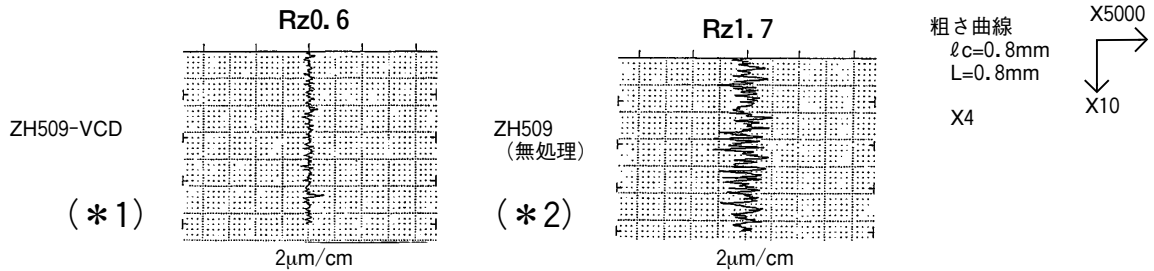 Rz0.6
ZH509-VCD
(＊1)
2μm/cm
Rz1.7
ZH509
(無処理)
(＊2)
2μm/cm
粗さ曲線
ℓc=0.8mm
L=0.8mm
X4
X5000
X10